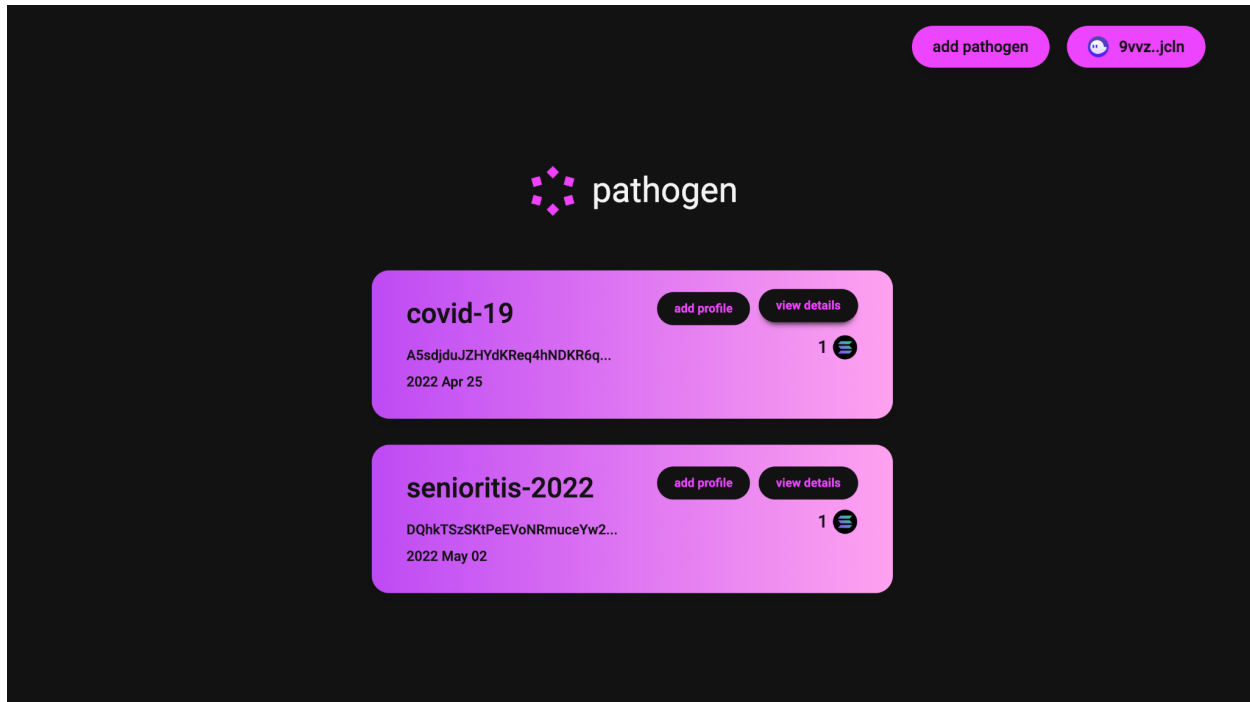 add pathogen 9vvz..jcln
pathogen
covid-19 add profile view details
A5sdjduJZHYdKReq4hNDKR6q... 1
2022 Apr 25
senioritis-2022 add profile view details
DQhkTSzSKtPeEVoNRmuceYw2... 1
2022 May 02